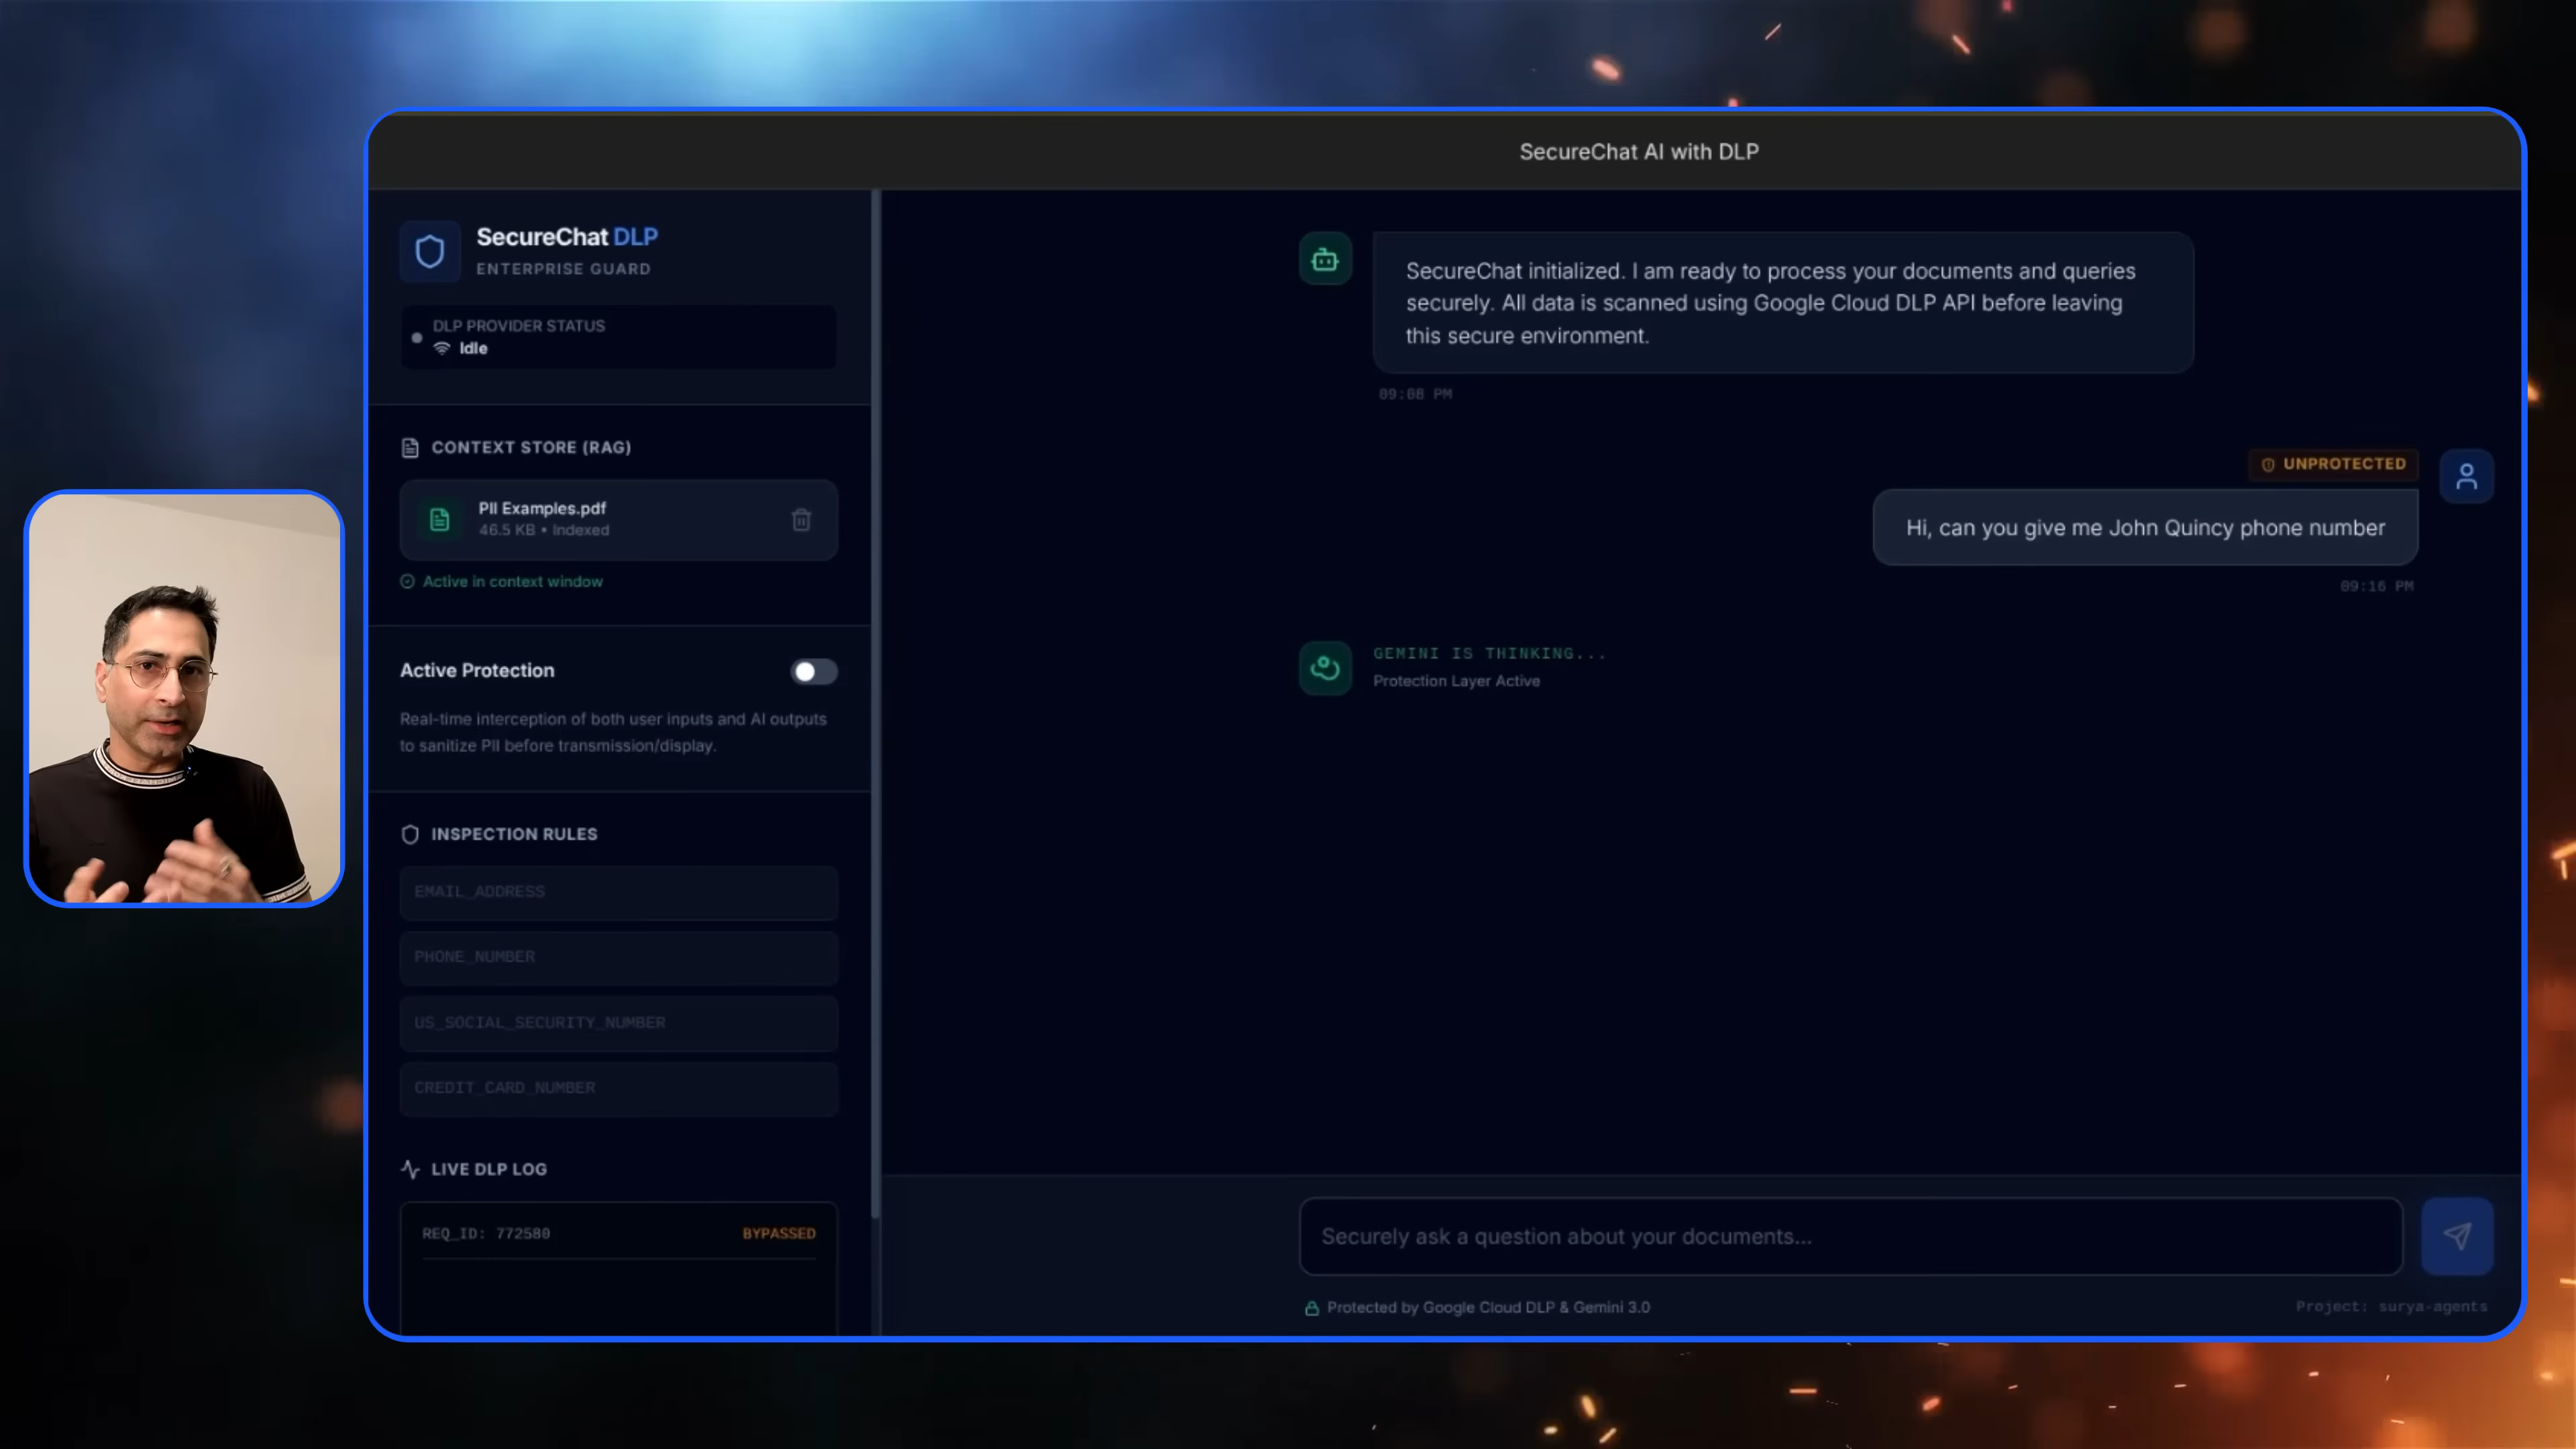 SecureChat AI with DLP
SecureChat DLP
ENTERPRISE GUARD
DLP PROVIDER STATUS
Idle
CONTEXT STORE (RAG)
PII Examples.pdf
46.5 KB • Indexed
Active in context window
Active Protection
Real-time interception of both user inputs and AI outputs
to sanitize PII before transmission/display.
INSPECTION RULES
EMAIL_ADDRESS
PHONE_NUMBER
US_SOCIAL_SECURITY_NUMBER
CREDIT_CARD_NUMBER
LIVE DLP LOG
REQ_ID: 772580
BYPASSED
SecureChat initialized. I am ready to process your documents and queries
securely. All data is scanned using Google Cloud DLP API before leaving
this secure environment.
09:08 PM
UNPROTECTED
Hi, can you give me John Quincy phone number
09:16 PM
GEMINI IS THINKING...
Protection Layer Active
Securely ask a question about your documents...
Protected by Google Cloud DLP & Gemini 3.0
Project: surya-agents